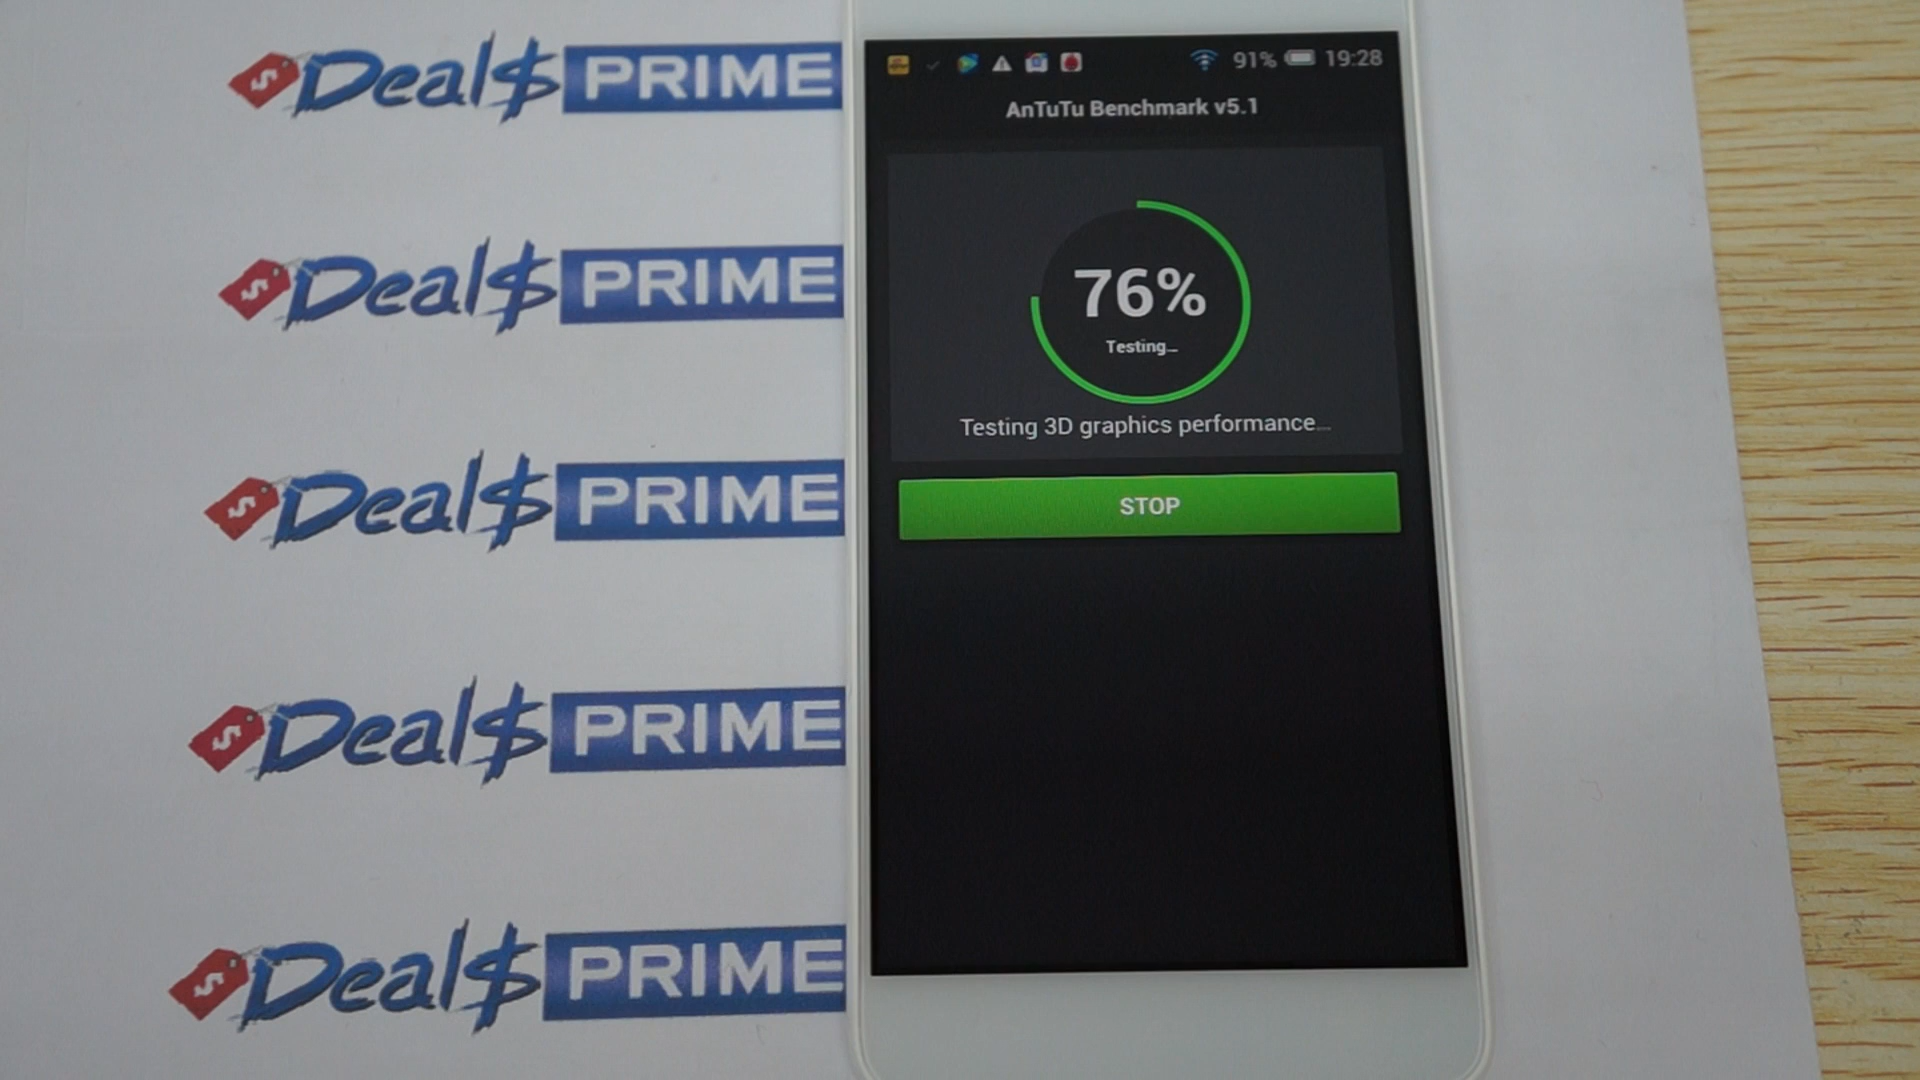 Deal$ PRIME
Deal$ PRIME
Deal$ PRIME
Deal$ PRIME
Deal$ PRIME
91% 19:28
AnTuTu Benchmark v5.1
76%
Testing...
Testing 3D graphics performance...
STOP